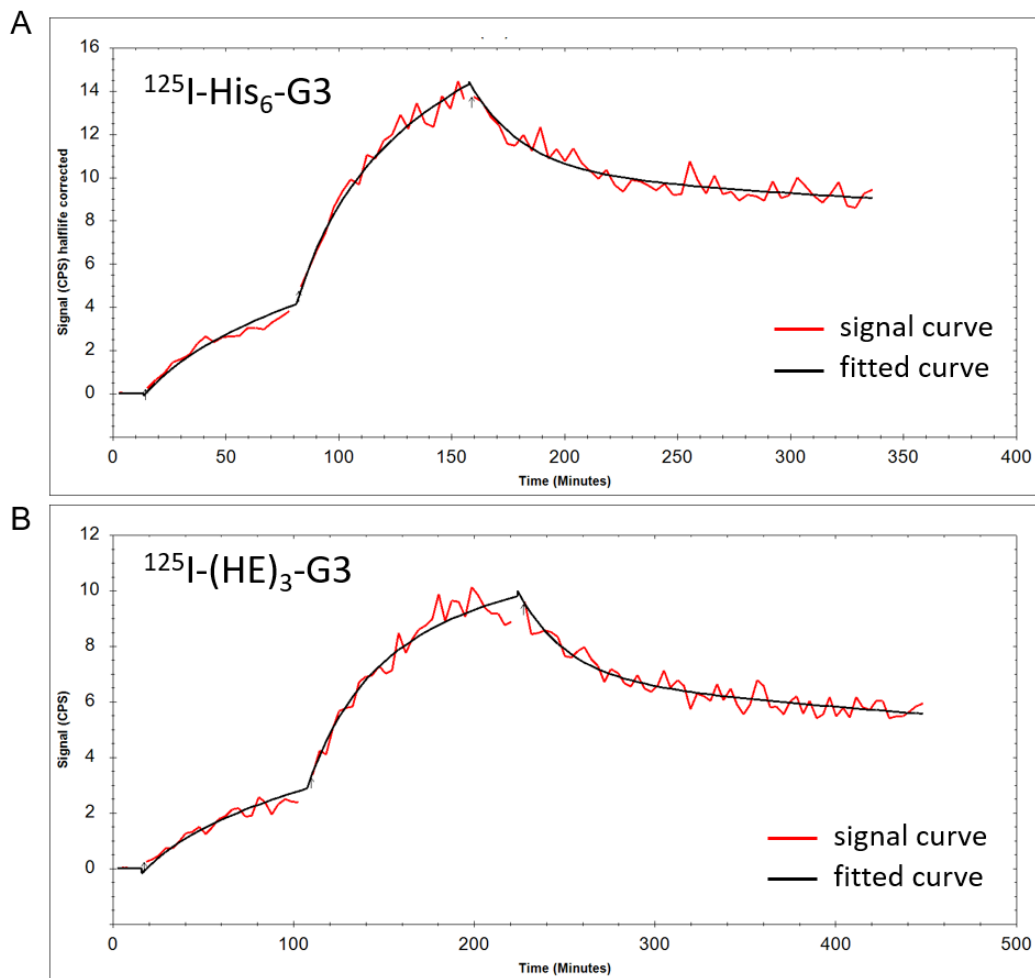 A
¹²⁵I-His₆-G3
16
14
12
10
8
6
4
2
0
Signal (CPS) halflife corrected
signal curve
fitted curve
0 50 100 150 200 250 300 350 400
Time (Minutes)
B
¹²⁵I-(HE)₃-G3
12
10
8
6
4
2
0
Signal (CPS)
signal curve
fitted curve
0 100 200 300 400 500
Time (Minutes)